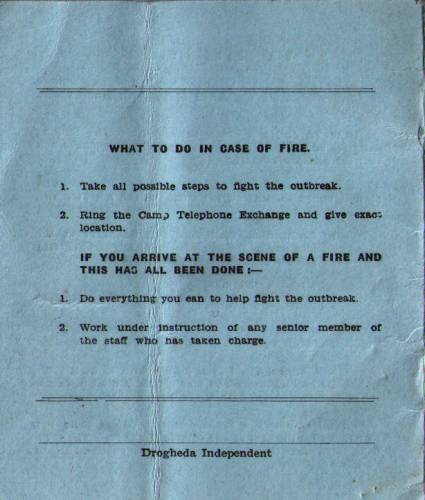 WHAT TO DO IN CASE OF FIRE.
1. Take all possible steps to fight the outbreak.
2. Ring the Camp Telephone Exchange and give exact
location.
IF YOU ARRIVE AT THE SCENE OF A FIRE AND
THIS HAS ALL BEEN DONE :—
1. Do everything you can to help fight the outbreak.
2. Work under instruction of any senior member of
the staff who has taken charge.
Drogheda Independent